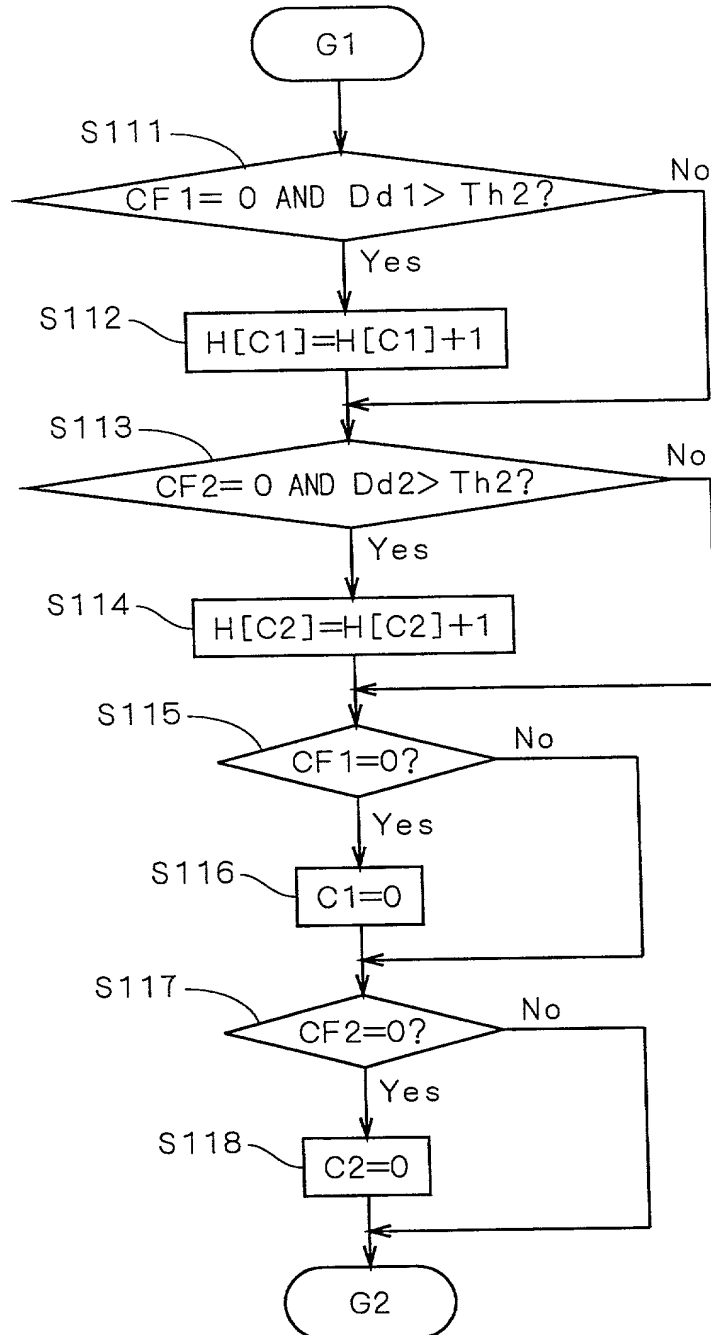 G1
S111
CF1=0 AND Dd1>Th2?
No
Yes
S112
H[C1]=H[C1]+1
S113
CF2=0 AND Dd2>Th2?
No
Yes
S114
H[C2]=H[C2]+1
S115
CF1=0?
No
Yes
S116
C1=0
S117
CF2=0?
No
Yes
S118
C2=0
G2